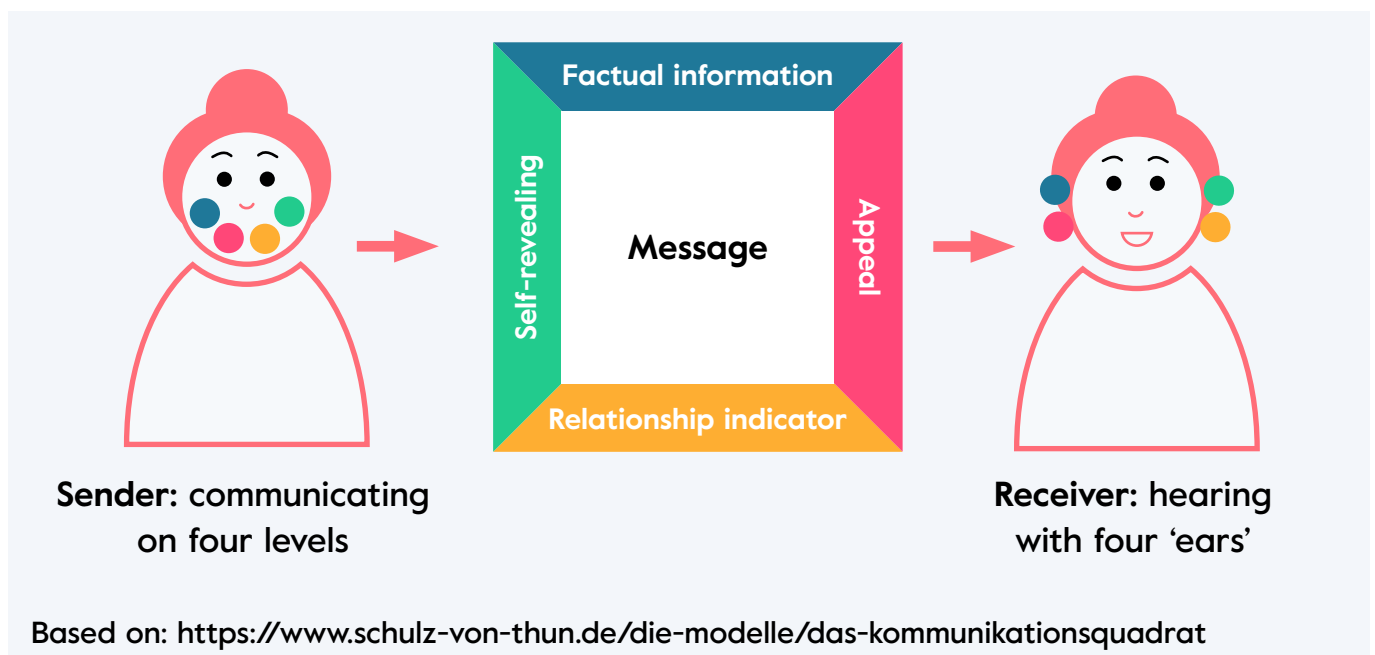 Factual information
Self-revealing
Message
Appeal
Relationship indicator
Sender: communicating
on four levels
Receiver: hearing
with four ‘ears’
Based on: https://www.schulz-von-thun.de/die-modelle/das-kommunikationsquadrat